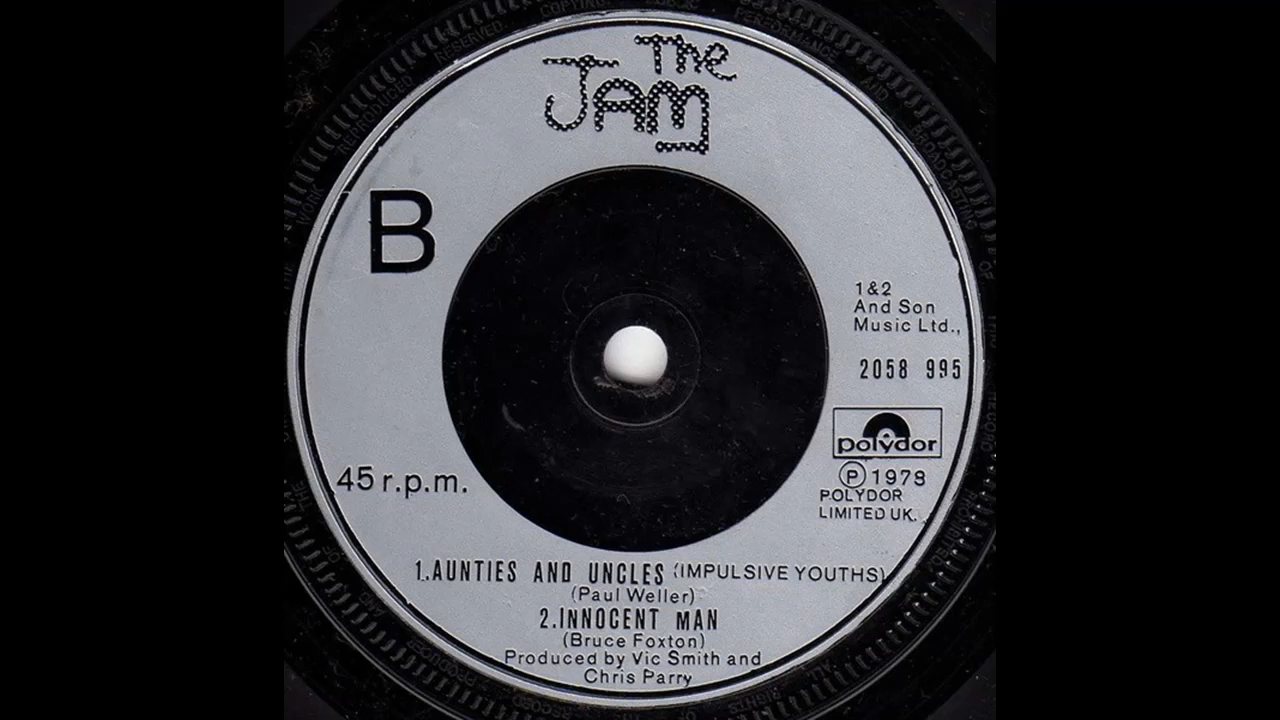 The
JAM
B
1&2
And Son
Music Ltd.,
2058 995
polydor
Ⓟ 1978
POLYDOR
LIMITED UK.
45 r.p.m.
1.AUNTIES AND UNCLES (IMPULSIVE YOUTHS)
(Paul Weller)
2.INNOCENT MAN
(Bruce Foxton)
Produced by Vic Smith and
Chris Parry